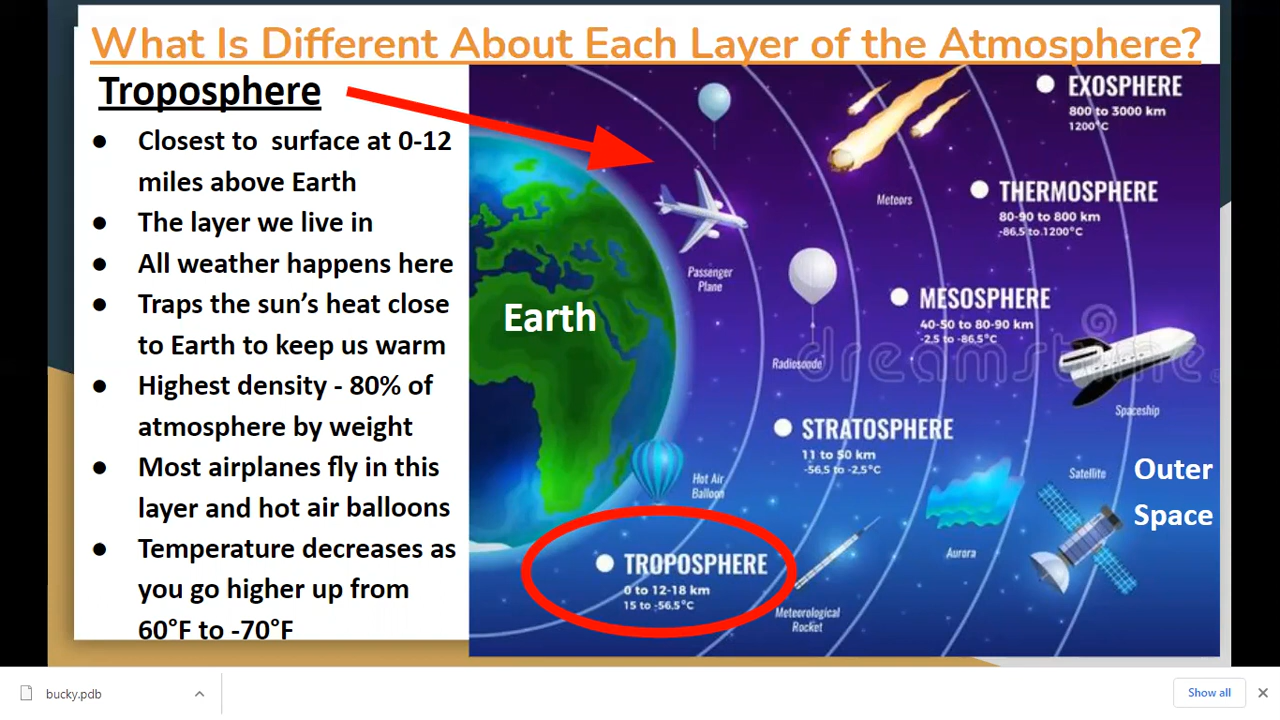 What Is Different About Each Layer of the Atmosphere?
Troposphere
● Closest to surface at 0-12
miles above Earth
● The layer we live in
● All weather happens here
● Traps the sun's heat close
to Earth to keep us warm
● Highest density - 80% of
atmosphere by weight
● Most airplanes fly in this
layer and hot air balloons
● Temperature decreases as
you go higher up from
60°F to -70°F
EXOSPHERE
800 to 3000 km
1200°C
Meteors
THERMOSPHERE
80-90 to 800 km
-86,5 to 1200°C
Passenger
Plane
MESOSPHERE
40-50 to 80-90 km
-2,5 to -86,5°C
Earth
Radiosonde
dreamstime
Spaceship
STRATOSPHERE
11 to 50 km
-56,5 to -2,5°C
Hot Air
Balloon
Satellite
Outer
Space
Aurora
TROPOSPHERE
0 to 12-18 km
15 to -56,5°C
Meteorological
Rocket
bucky.pdb
Show all